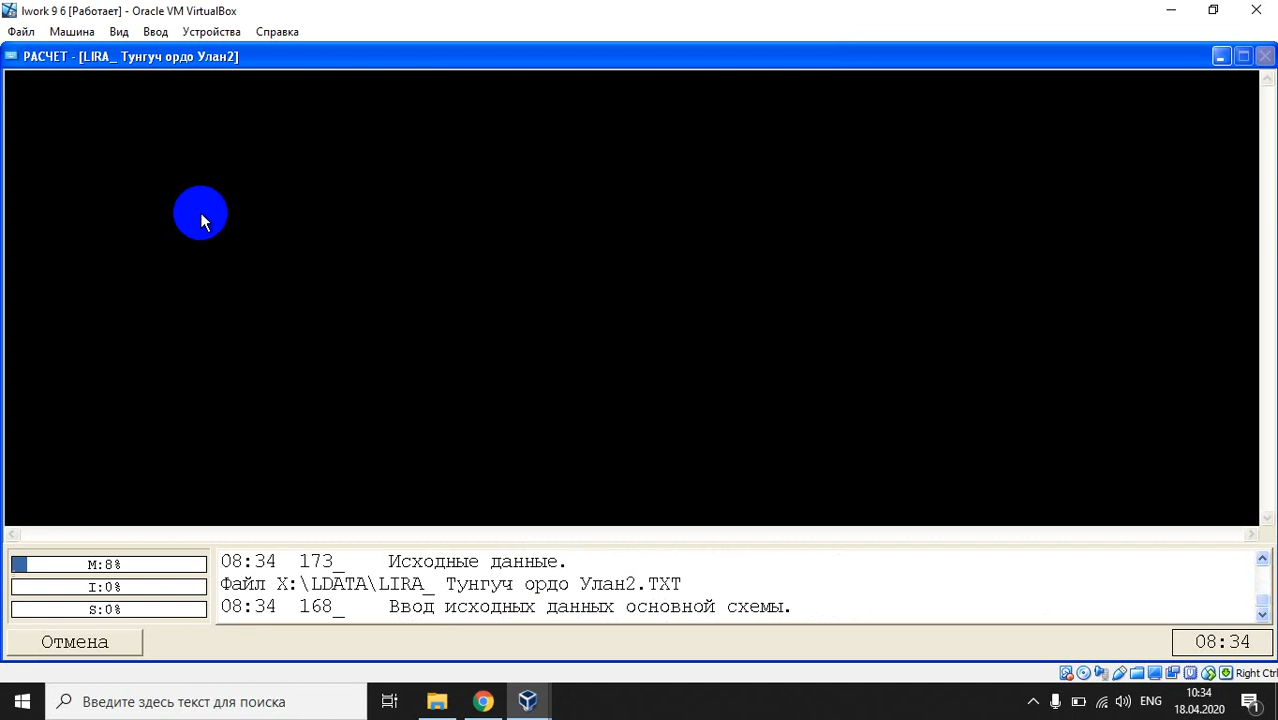 lwork 9 6 [Работает] - Oracle VM VirtualBox
Файл Машина Вид Ввод Устройства Справка
РАСЧЕТ - [LIRA_ Тунгуч ордо Улан2]
M:8%
I:0%
S:0%
08:34 173_ Исходные данные.
Файл X:\LDATA\LIRA_ Тунгуч ордо Улан2.TXT
08:34 168_ Ввод исходных данных основной схемы.
Отмена
08:34
Right Ctrl
Введите здесь текст для поиска
ENG
10:34
18.04.2020
1